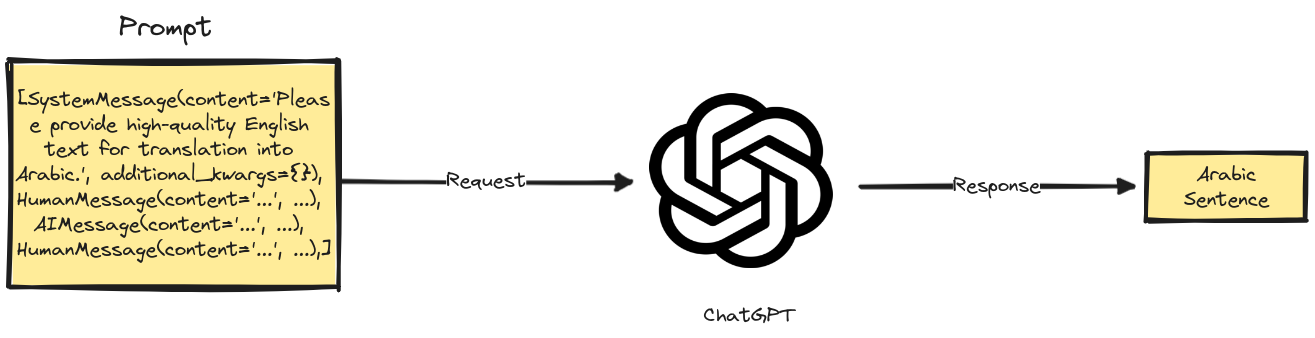 Prompt
[SystemMessage(content='Pleas
e provide high-quality English
text for translation into
Arabic.', additional_kwargs={}),
HumanMessage(content='...', ...),
AIMessage(content='...', ...),
HumanMessage(content='...', ...),]
Request
ChatGPT
Response
Arabic
Sentence